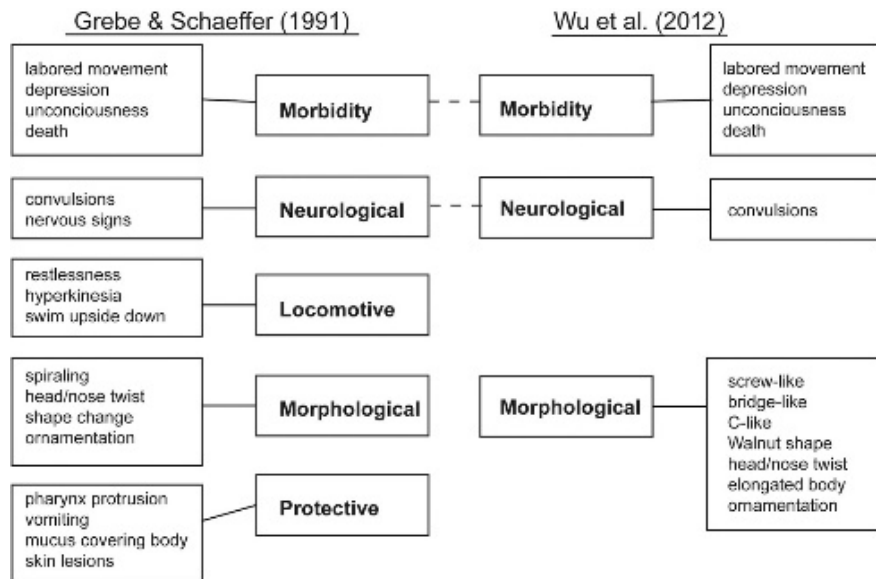 Grebe & Schaeffer (1991)
Wu et al. (2012)
labored movement
depression
unconciousness
death
Morbidity
Morbidity
labored movement
depression
unconciousness
death
convulsions
nervous signs
Neurological
Neurological
convulsions
restlessness
hyperkinesia
swim upside down
Locomotive
spiraling
head/nose twist
shape change
ornamentation
Morphological
Morphological
screw-like
bridge-like
C-like
Walnut shape
head/nose twist
elongated body
ornamentation
pharynx protrusion
vomiting
mucus covering body
skin lesions
Protective